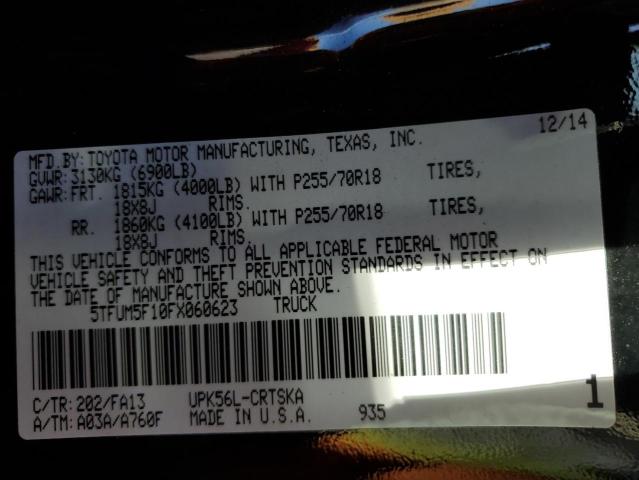 12/14
MFD.BY: TOYOTA MOTOR MANUFACTURING, TEXAS, INC.
GVWR: 3130KG (6900LB)
GAWR: FRT. 1815KG (4000LB) WITH P255/70R18 TIRES,
18X8J RIMS.
RR. 1860KG (4100LB) WITH P255/70R18 TIRES,
18X8J RIMS.
THIS VEHICLE CONFORMS TO ALL APPLICABLE FEDERAL MOTOR
VEHICLE SAFETY AND THEFT PREVENTION STANDARDS IN EFFECT ON
THE DATE OF MANUFACTURE SHOWN ABOVE.
5TFUM5F10FX060623 TRUCK
C/TR: 202/FA13 UPK56L-CRTSKA
A/TM: A03A/A760F MADE IN U.S.A. 935
1